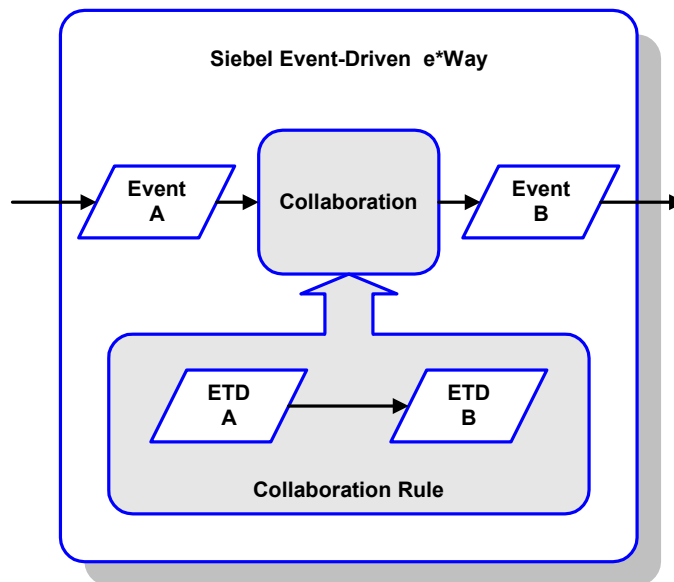 Siebel Event-Driven e*Way
Event
A
Collaboration
Event
B
ETD
A
ETD
B
Collaboration Rule